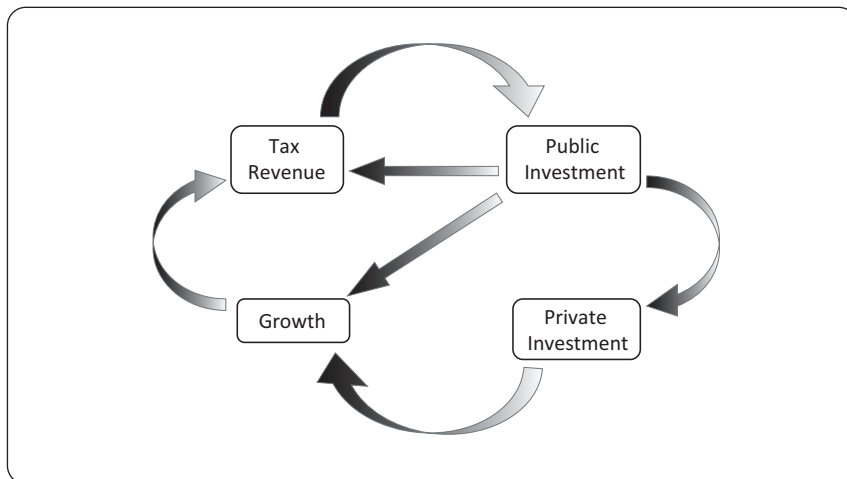 Tax
Revenue
Public
Investment
Growth
Private
Investment